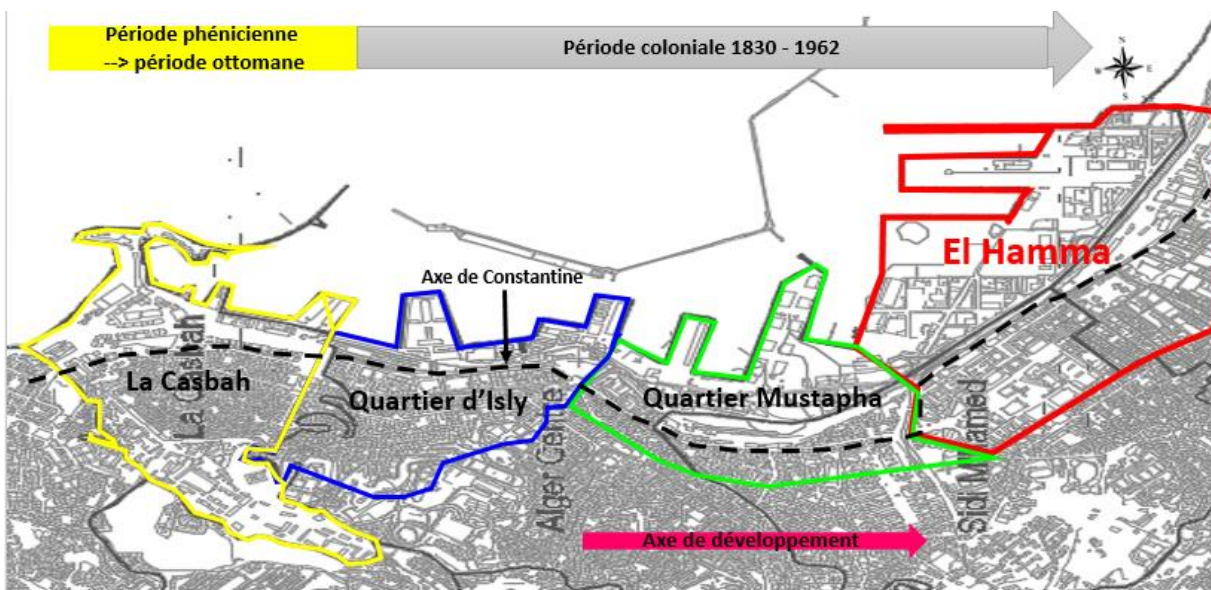 Période phénicienne
--> période ottomane
Période coloniale 1830 - 1962
N
W E
S
El Hamma
Axe de Constantine
La Casbah
La Casbah
Quartier d'Isly
Quartier Mustapha
Alger Centre
Sidi M'Hamed
Axe de développement